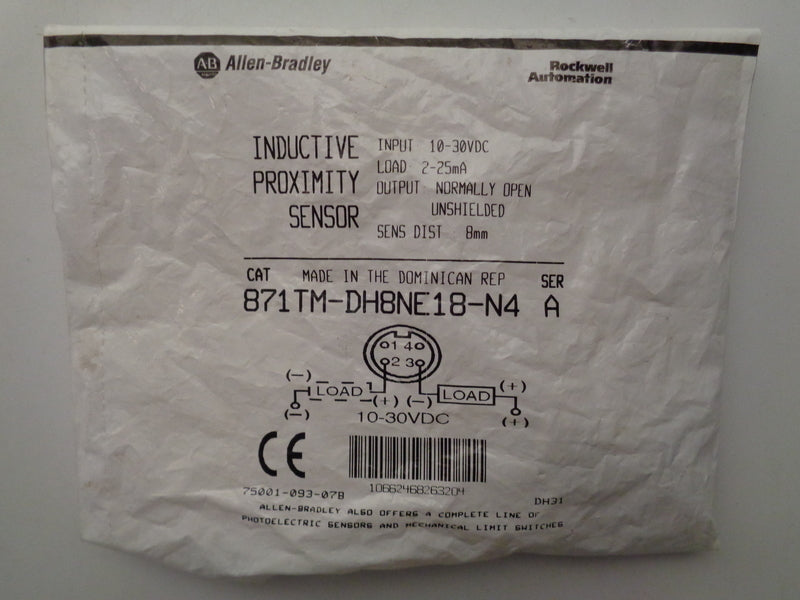 AB Allen-Bradley
Rockwell
Automation
INDUCTIVE
PROXIMITY
SENSOR
INPUT 10-30VDC
LOAD 2-25mA
OUTPUT NORMALLY OPEN
UNSHIELDED
SENS DIST 8mm
CAT MADE IN THE DOMINICAN REP SER
871TM-DH8NE18-N4 A
1 4
2 3
(-) LOAD (+) (-) LOAD (+)
(-) (+)
10-30VDC
CE
10662468263204
75001-093-07B DH31
ALLEN-BRADLEY ALSO OFFERS A COMPLETE LINE OF
PHOTOELECTRIC SENSORS AND MECHANICAL LIMIT SWITCHES